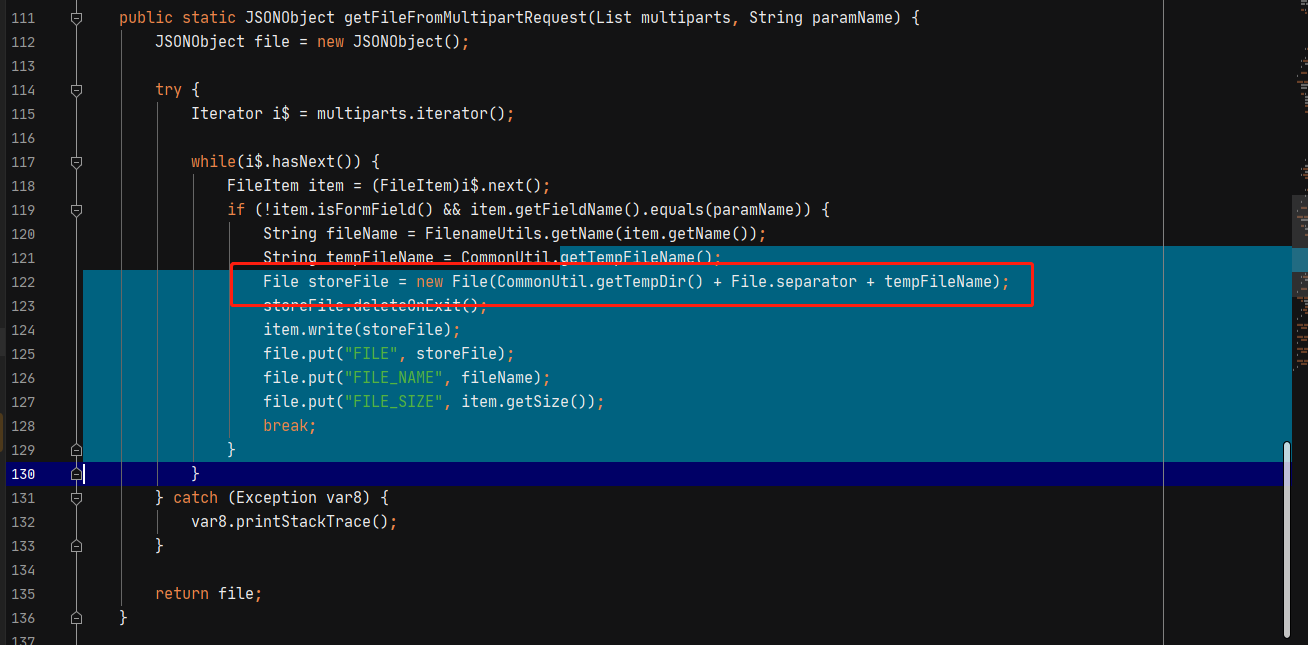 111 public static JSONObject getFileFromMultipartRequest(List multiparts, String paramName) {
112 JSONObject file = new JSONObject();
113
114 try {
115 Iterator i$ = multiparts.iterator();
116
117 while(i$.hasNext()) {
118 FileItem item = (FileItem)i$.next();
119 if (!item.isFormField() && item.getFieldName().equals(paramName)) {
120 String fileName = FilenameUtils.getName(item.getName());
121 String tempFileName = CommonUtil.getTempFileName();
122 File storeFile = new File(CommonUtil.getTempDir() + File.separator + tempFileName);
123 storeFile.deleteOnExit();
124 item.write(storeFile);
125 file.put("FILE", storeFile);
126 file.put("FILE_NAME", fileName);
127 file.put("FILE_SIZE", item.getSize());
128 break;
129 }
130 }
131 } catch (Exception var8) {
132 var8.printStackTrace();
133 }
134
135 return file;
136 }
137